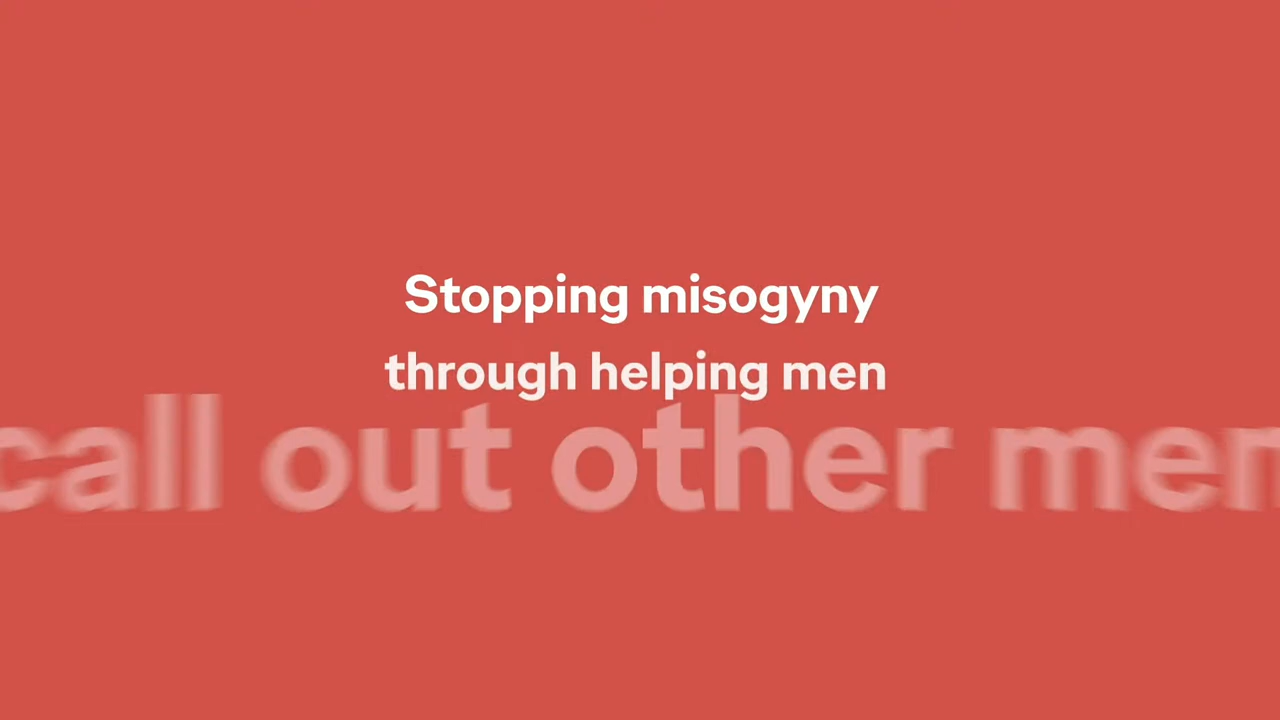 Stopping misogyny
through helping men
call out other men